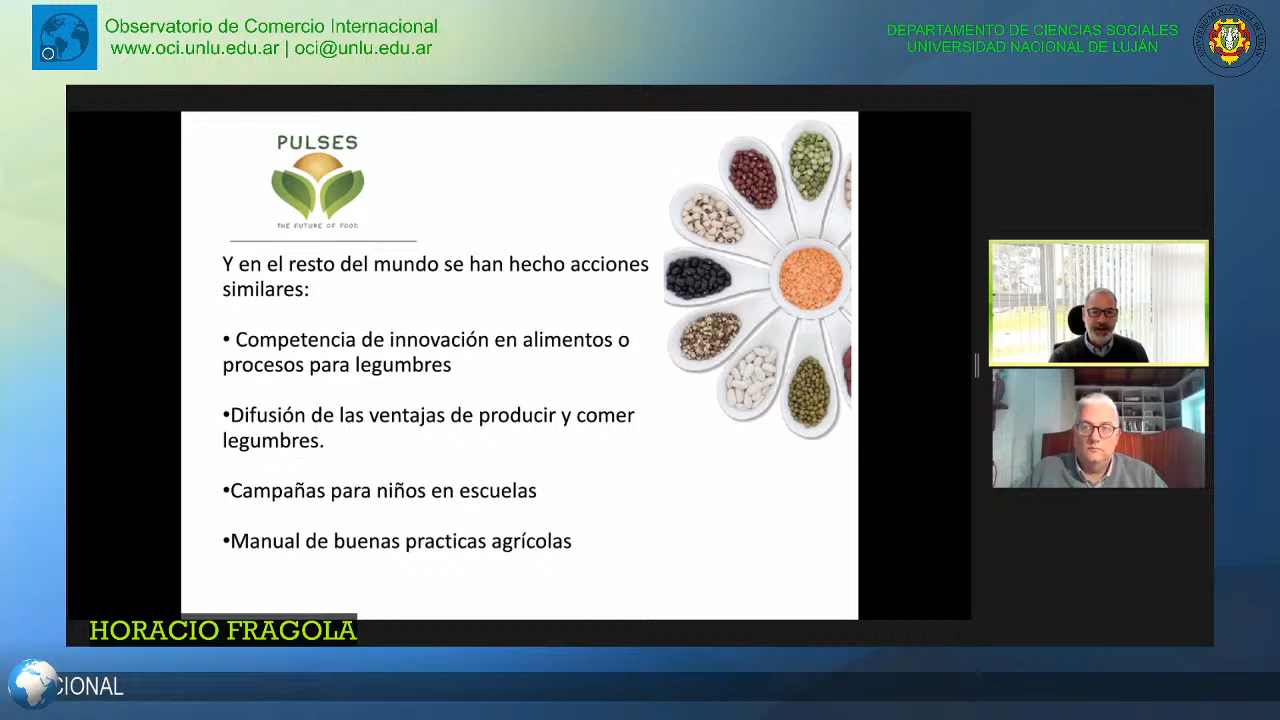 Observatorio de Comercio Internacional
www.oci.unlu.edu.ar | oci@unlu.edu.ar
DEPARTAMENTO DE CIENCIAS SOCIALES
UNIVERSIDAD NACIONAL DE LUJÁN
PULSES
THE FUTURE OF FOOD
Y en el resto del mundo se han hecho acciones
similares:
• Competencia de innovación en alimentos o
procesos para legumbres
•Difusión de las ventajas de producir y comer
legumbres.
•Campañas para niños en escuelas
•Manual de buenas practicas agrícolas
HORACIO FRAGOLA
CIONAL